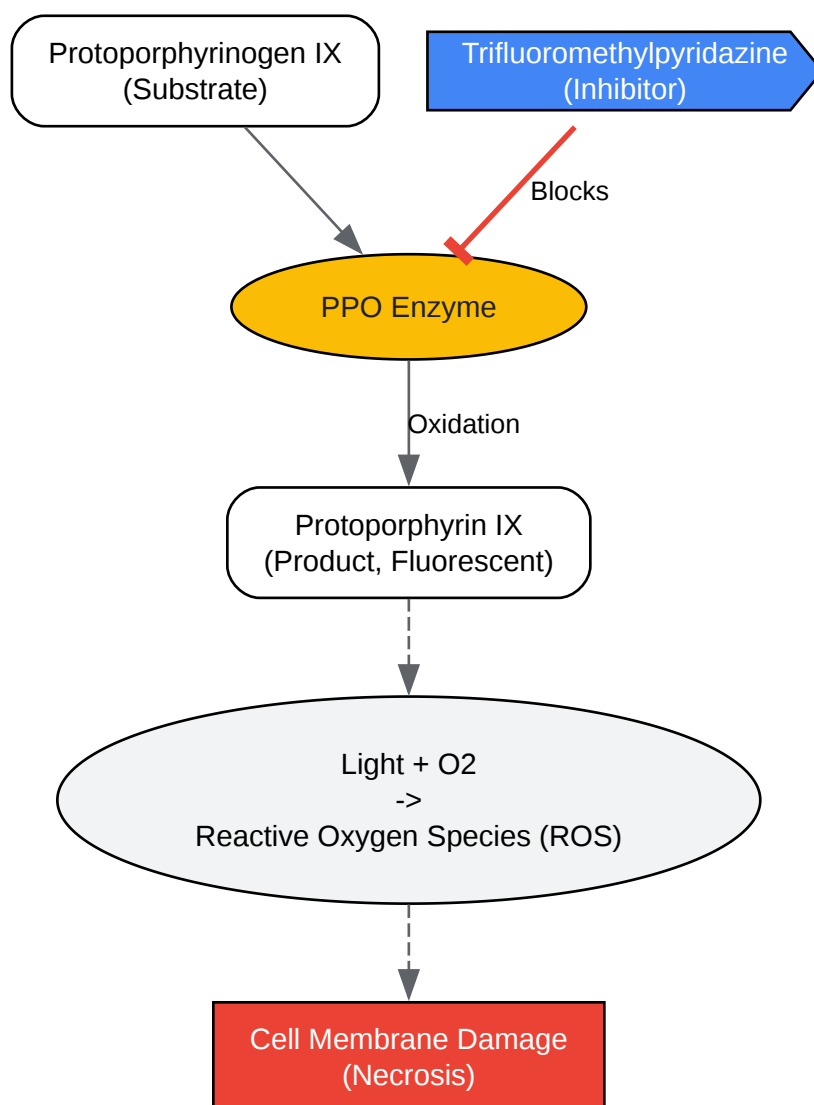 Protoporphyrinogen IX
(Substrate)
Trifluoromethylpyridazine
(Inhibitor)
Blocks
PPO Enzyme
Oxidation
Protoporphyrin IX
(Product, Fluorescent)
Light + O2
->
Reactive Oxygen Species (ROS)
Cell Membrane Damage
(Necrosis)